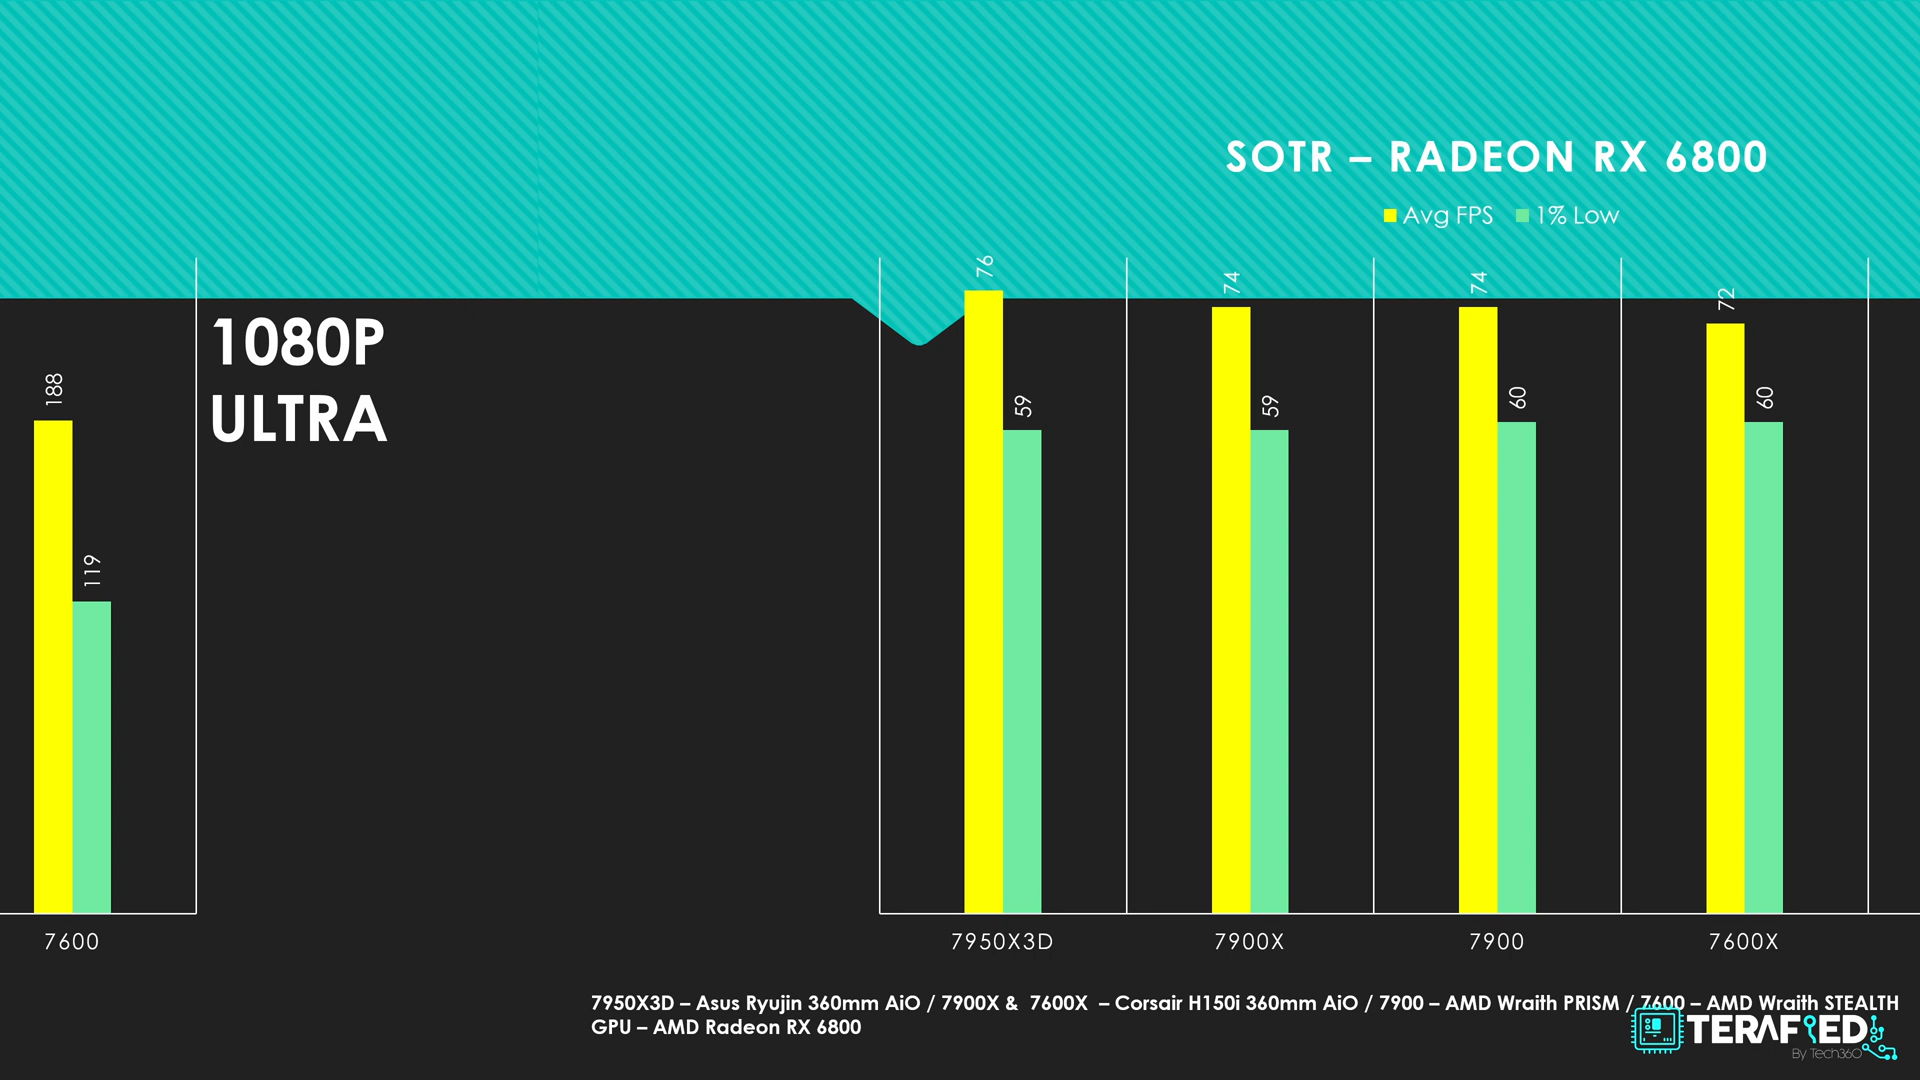 SOTR – RADEON RX 6800
Avg FPS 1% Low
1080P
ULTRA
188
119
76
59
74
59
74
60
72
60
7600
7950X3D
7900X
7900
7600X
7950X3D – Asus Ryujin 360mm AiO / 7900X & 7600X – Corsair H150i 360mm AiO / 7900 – AMD Wraith PRISM / 7600 – AMD Wraith STEALTH
GPU – AMD Radeon RX 6800
TERAFIED
By Tech360